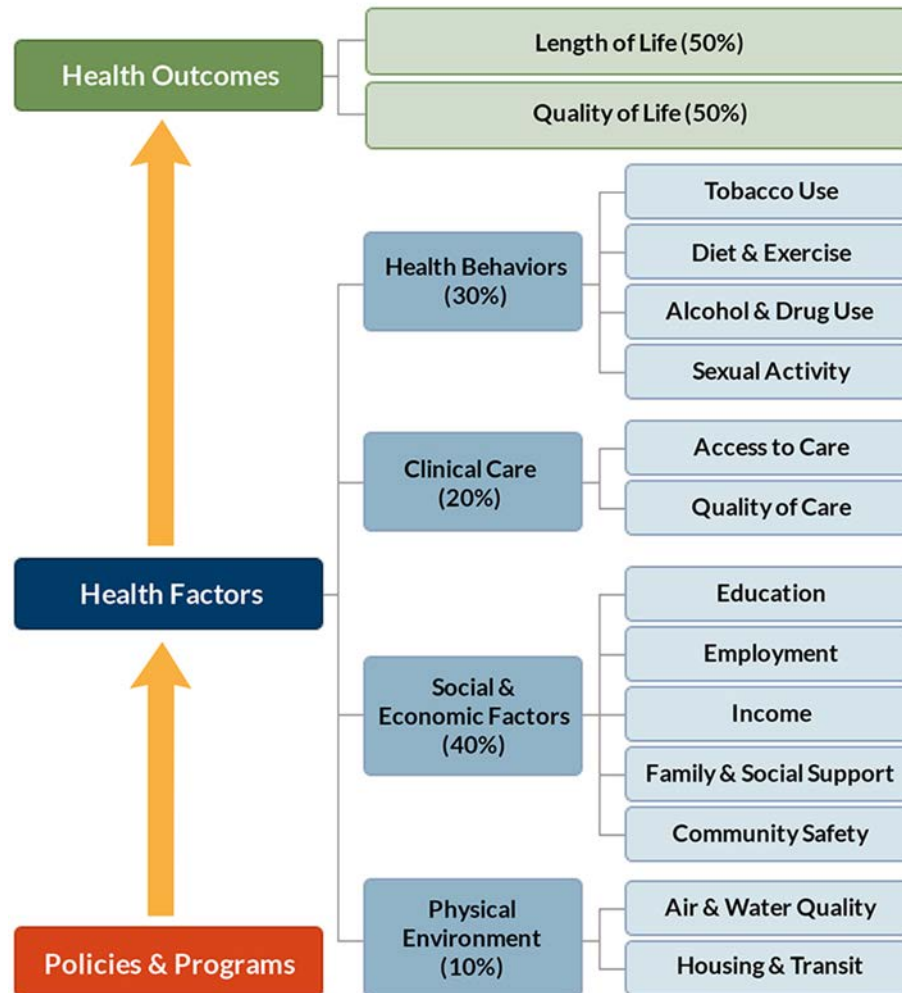 Health Outcomes
Length of Life (50%)
Quality of Life (50%)
Health Factors
Health Behaviors
(30%)
Tobacco Use
Diet & Exercise
Alcohol & Drug Use
Sexual Activity
Clinical Care
(20%)
Access to Care
Quality of Care
Social &
Economic Factors
(40%)
Education
Employment
Income
Family & Social Support
Community Safety
Physical
Environment
(10%)
Air & Water Quality
Housing & Transit
Policies & Programs